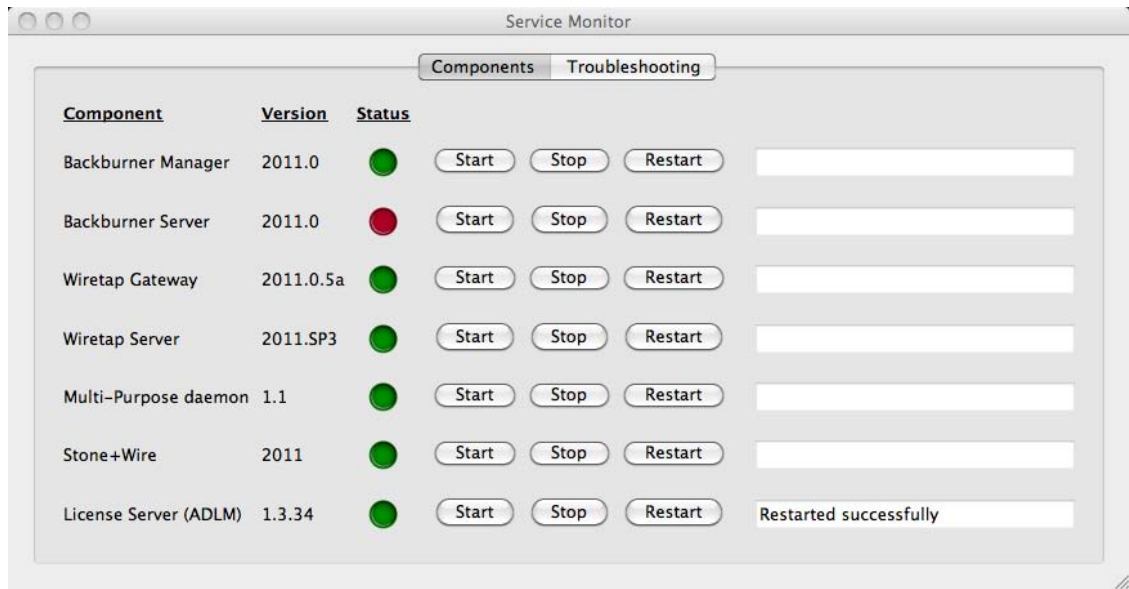 Service Monitor
Components Troubleshooting
Component Version Status
Backburner Manager 2011.0 Start Stop Restart
Backburner Server 2011.0 Start Stop Restart
Wiretap Gateway 2011.0.5a Start Stop Restart
Wiretap Server 2011.SP3 Start Stop Restart
Multi-Purpose daemon 1.1 Start Stop Restart
Stone+Wire 2011 Start Stop Restart
License Server (ADLM) 1.3.34 Start Stop Restart Restarted successfully